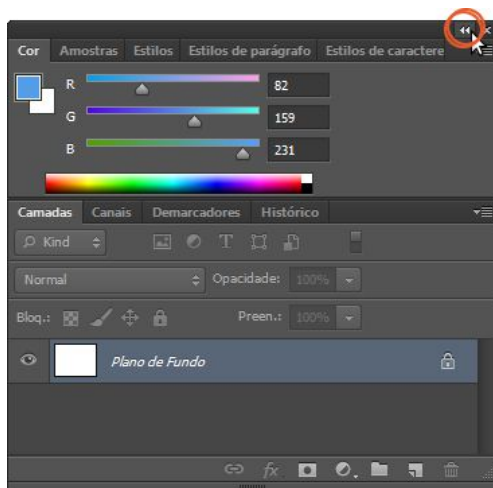 Cor Amostras Estilos Estilos de parágrafo Estilos de caractere
R 82
G 159
B 231
Camadas Canais Demarcadores Histórico
Kind
Normal Opacidade: 100%
Bloq.: Preen.: 100%
Plano de Fundo
fx